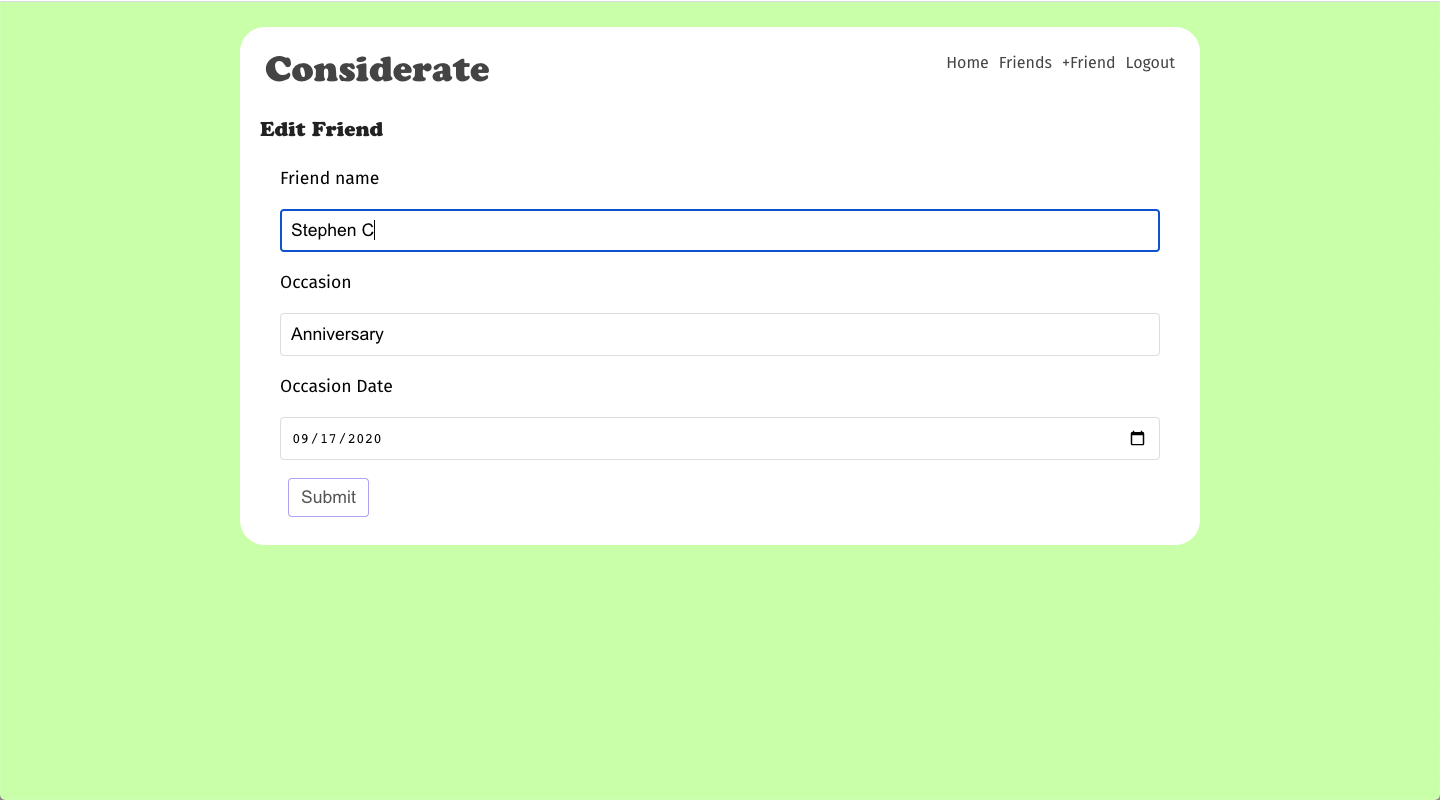 Considerate
Home Friends +Friend Logout
Edit Friend
Friend name
Stephen C
Occasion
Anniversary
Occasion Date
09/17/2020
Submit